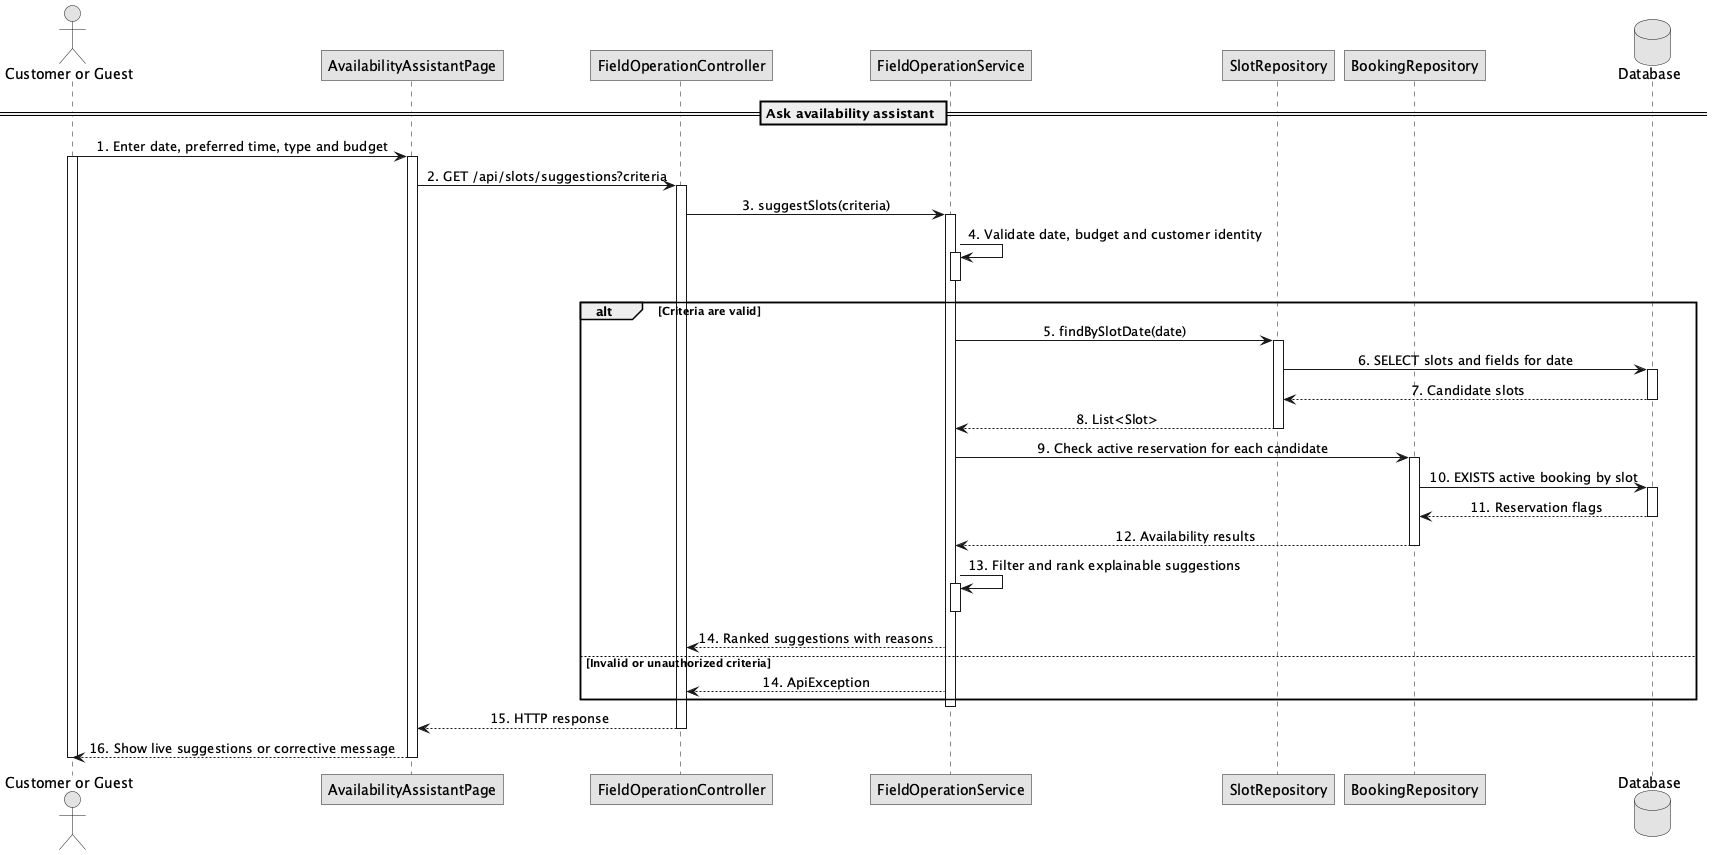 Customer or Guest
AvailabilityAssistantPage
FieldOperationController
FieldOperationService
SlotRepository
BookingRepository
Database
Ask availability assistant
1. Enter date, preferred time, type and budget
2. GET /api/slots/suggestions?criteria
3. suggestSlots(criteria)
4. Validate date, budget and customer identity
alt
[Criteria are valid]
5. findBySlotDate(date)
6. SELECT slots and fields for date
7. Candidate slots
8. List<Slot>
9. Check active reservation for each candidate
10. EXISTS active booking by slot
11. Reservation flags
12. Availability results
13. Filter and rank explainable suggestions
14. Ranked suggestions with reasons
[Invalid or unauthorized criteria]
14. ApiException
15. HTTP response
16. Show live suggestions or corrective message
Customer or Guest
AvailabilityAssistantPage
FieldOperationController
FieldOperationService
SlotRepository
BookingRepository
Database